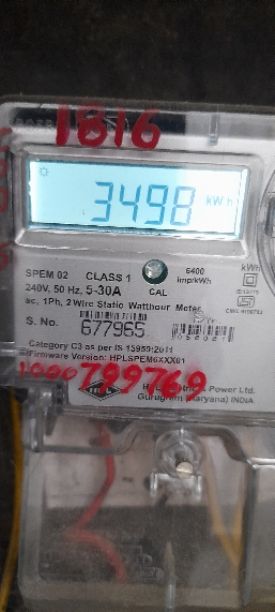 1816
3498 kWh
SPEM 02 CLASS 1
6400 imp/kWh
kWh
240V, 50 Hz, 5-30A CAL
ac, 1Ph, 2 Wire Static Watthour Meter
S. No. 677965
Category C3 as per IS 15959:2011
Firmware Version: HPLSPEM6XXX01
789769
Power Ltd.
Gurugram (Haryana) INDIA